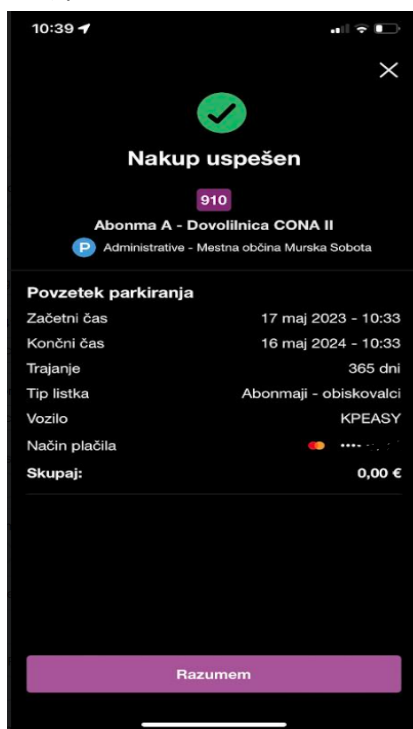 10:39
Nakup uspešen
910
Abonma A - Dovolilnica CONA II
P Administrative - Mestna občina Murska Sobota
Povzetek parkiranja
Začetni čas 17 maj 2023 - 10:33
Končni čas 16 maj 2024 - 10:33
Trajanje 365 dni
Tip listka Abonmaji - obiskovalci
Vozilo KPEASY
Način plačila ••••
Skupaj: 0,00 €
Razumem